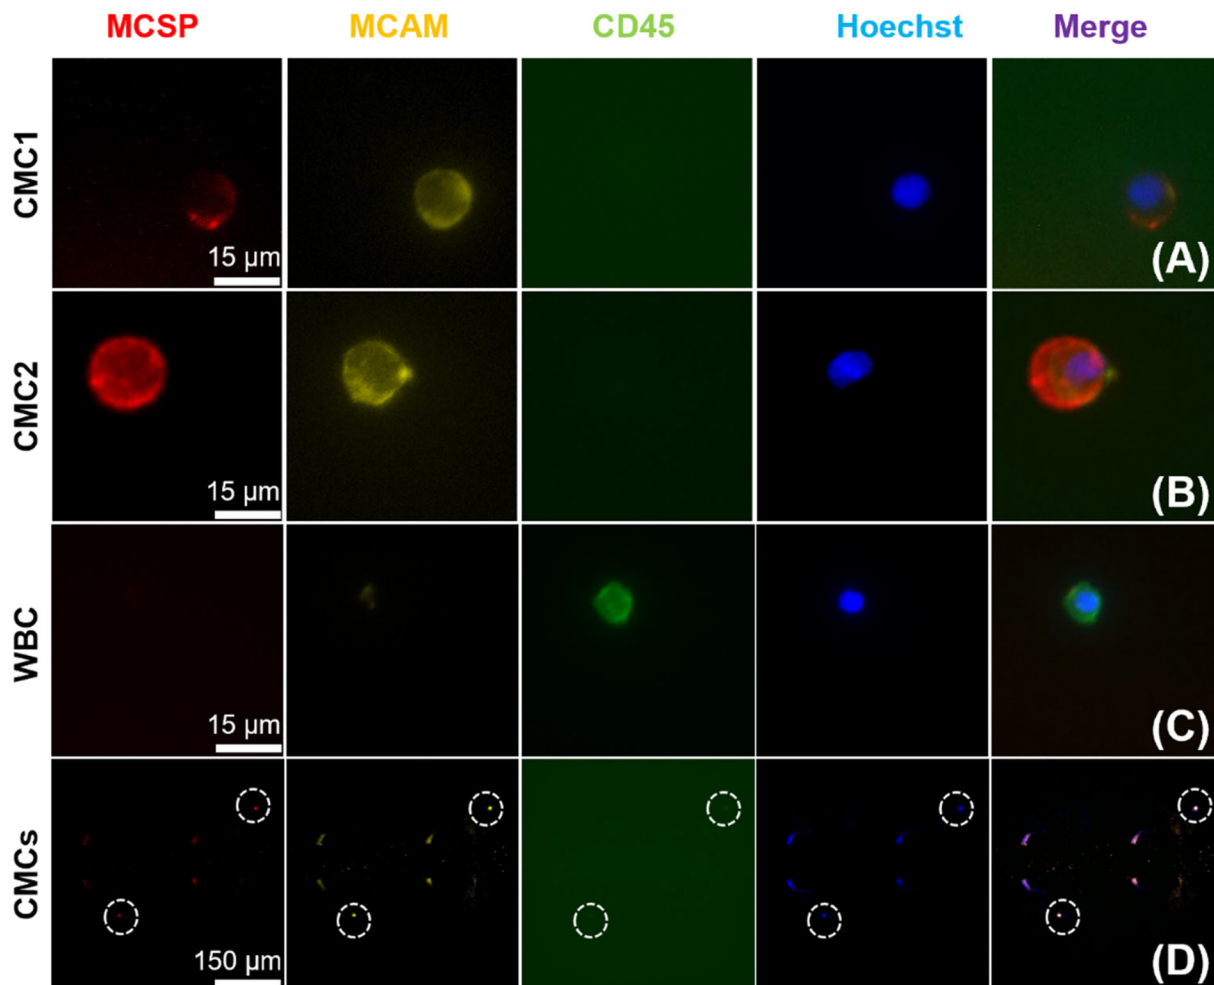 MCSP MCAM CD45 Hoechst Merge
CMC1
15 µm
(A)
CMC2
15 µm
(B)
WBC
15 µm
(C)
CMCs
150 µm
(D)